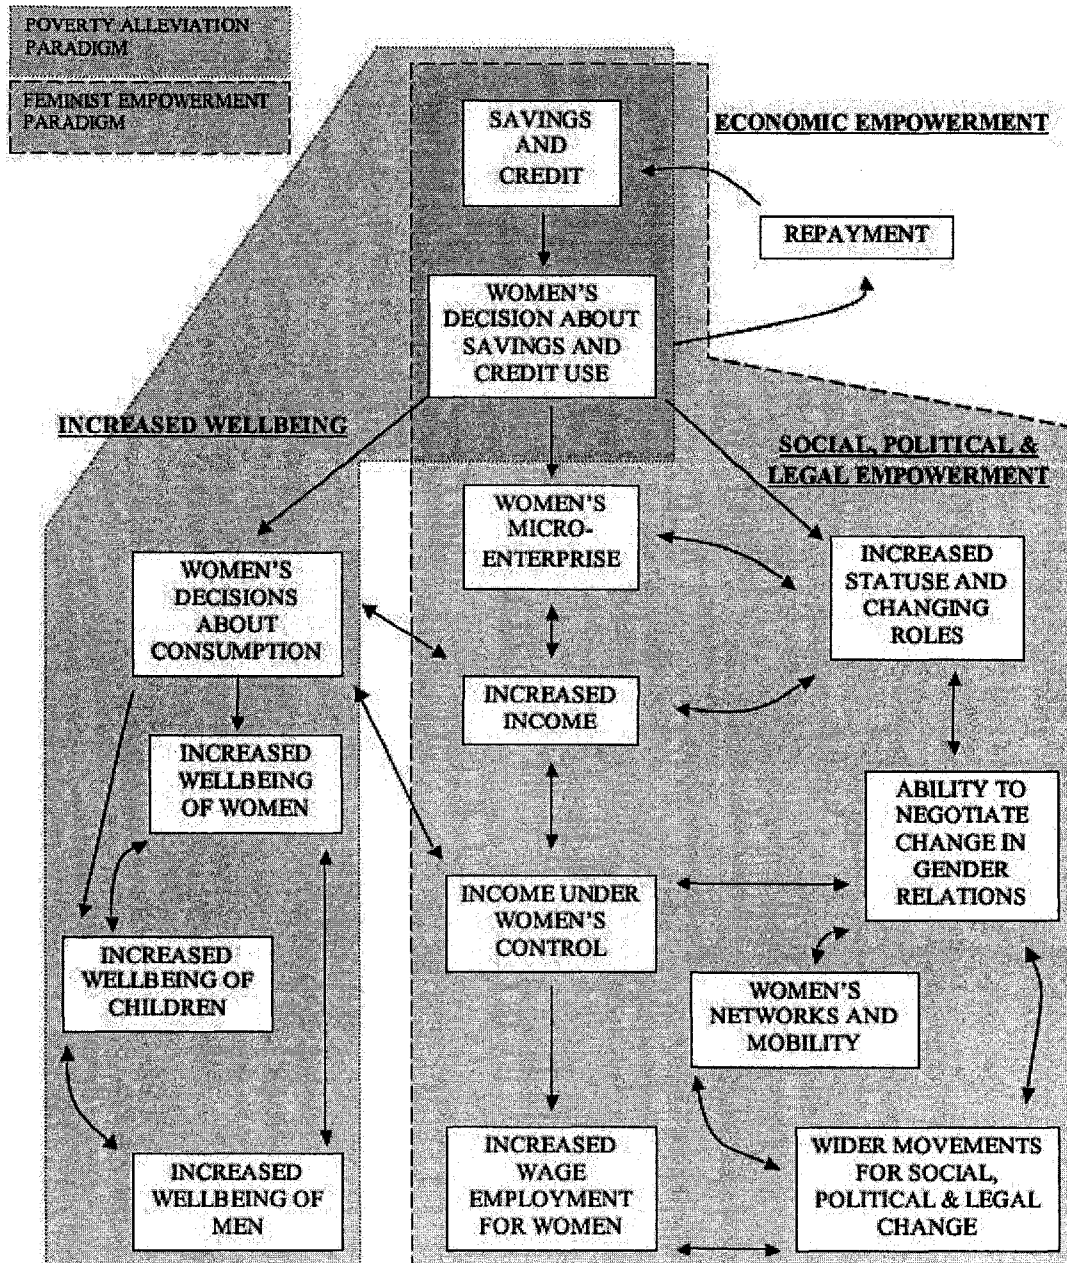 POVERTY ALLEVIATION
PARADIGM
FEMINIST EMPOWERMENT
PARADIGM
SAVINGS
AND
CREDIT
ECONOMIC EMPOWERMENT
REPAYMENT
WOMEN'S
DECISION ABOUT
SAVINGS AND
CREDIT USE
INCREASED WELLBEING
SOCIAL, POLITICAL &
LEGAL EMPOWERMENT
WOMEN'S
MICRO-
ENTERPRISE
WOMEN'S
DECISIONS
ABOUT
CONSUMPTION
INCREASED
STATUSE AND
CHANGING
ROLES
INCREASED
INCOME
INCREASED
WELLBEING
OF WOMEN
ABILITY TO
NEGOTIATE
CHANGE IN
GENDER
RELATIONS
INCOME UNDER
WOMEN'S
CONTROL
INCREASED
WELLBEING OF
CHILDREN
WOMEN'S
NETWORKS AND
MOBILITY
INCREASED
WELLBEING OF
MEN
INCREASED
WAGE
EMPLOYMENT
FOR WOMEN
WIDER MOVEMENTS
FOR SOCIAL,
POLITICAL & LEGAL
CHANGE